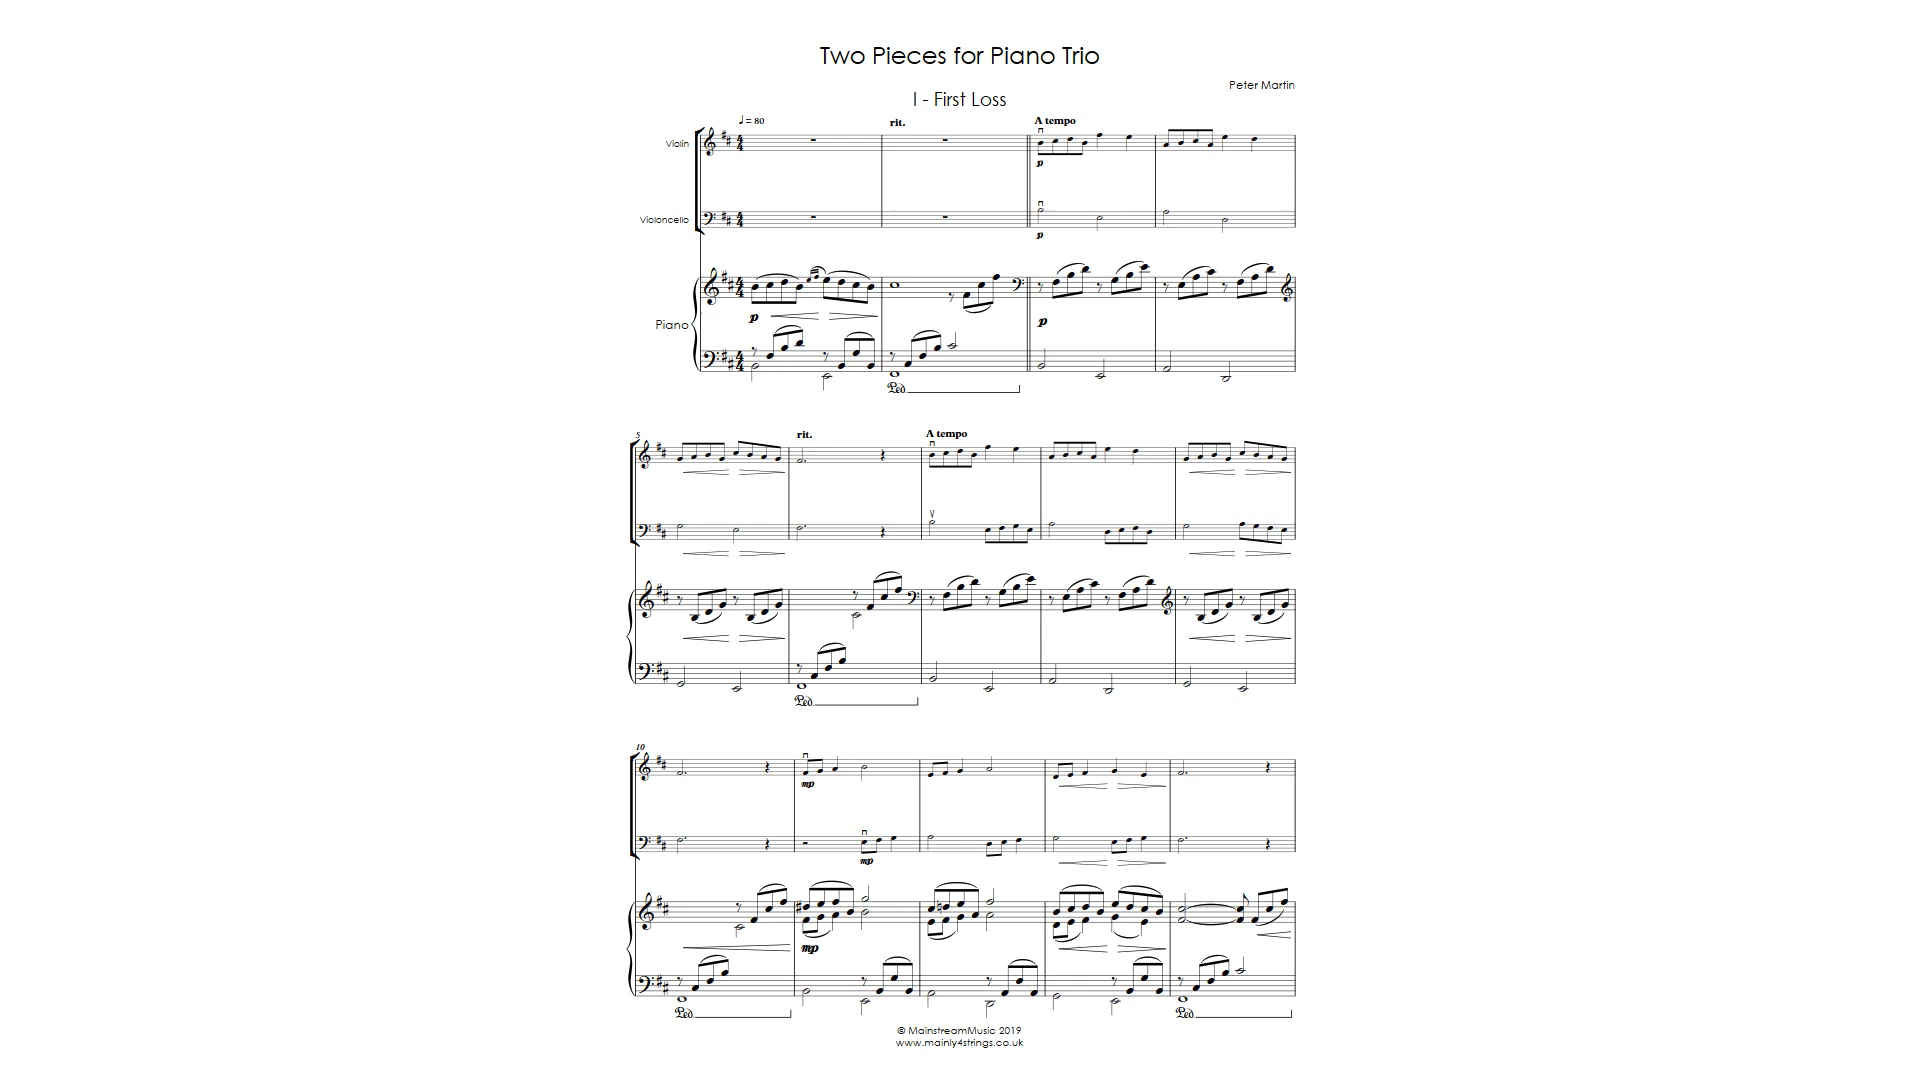 Two Pieces for Piano Trio
Peter Martin
I - First Loss
♩ = 80
rit.
A tempo
Violin
p
Violoncello
p
p
p
Piano
Ped.
5
rit.
A tempo
Ped.
10
mp
mp
mp
Ped.
Ped.
© MainstreamMusic 2019
www.mainly4strings.co.uk